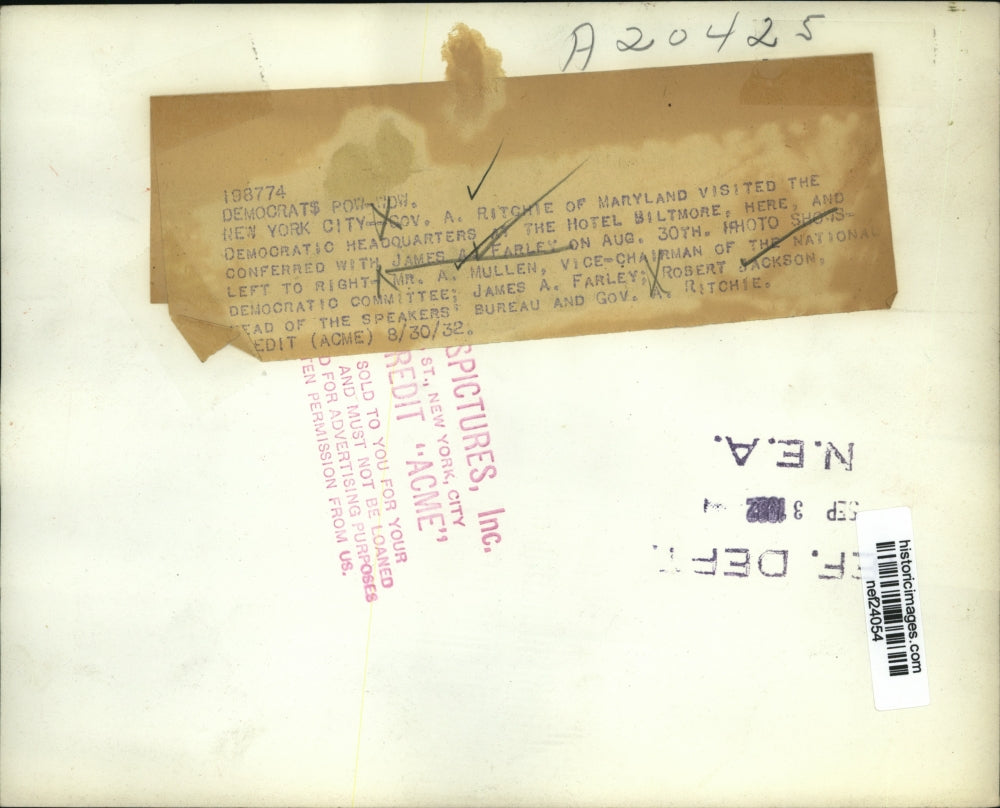 A20425
198774
DEMOCRATS POW-WOW.
NEW YORK CITY--GOV. A. RITCHIE OF MARYLAND VISITED THE
DEMOCRATIC HEADQUARTERS AT THE HOTEL BILTMORE, HERE, AND
CONFERRED WITH JAMES A. FARLEY ON AUG. 30TH. PHOTO SHOWS-
LEFT TO RIGHT- MR. A. MULLEN, VICE-CHAIRMAN OF THE NATIONAL
DEMOCRATIC COMMITTEE; JAMES A. FARLEY; ROBERT JACKSON,
HEAD OF THE SPEAKERS' BUREAU AND GOV. A. RITCHIE.
EDIT (ACME) 8/30/32.
SPICTURES, Inc.
ST., NEW YORK, CITY
REDIT "ACME"
SOLD TO YOU FOR YOUR
AND MUST NOT BE LOANED
D FOR ADVERTISING PURPOSES
TEN PERMISSION FROM US.
N.E.A.
SEP 3
F. DEPT.
historicimages.com
nef24054